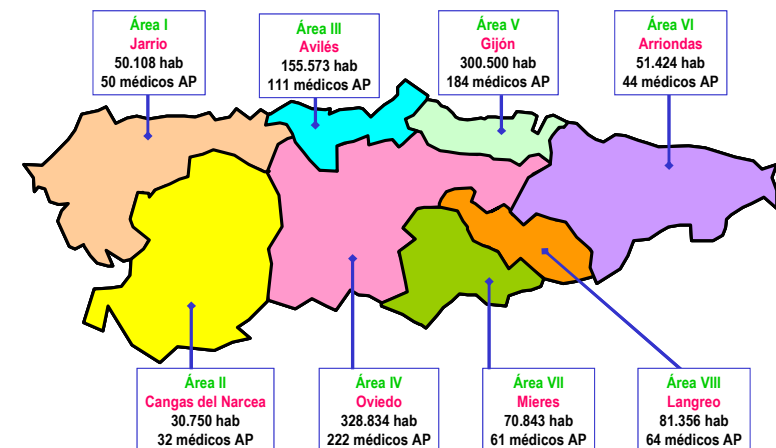 Área I
Jarrio
50.108 hab
50 médicos AP
Área III
Avilés
155.573 hab
111 médicos AP
Área V
Gijón
300.500 hab
184 médicos AP
Área VI
Arriondas
51.424 hab
44 médicos AP
Área II
Cangas del Narcea
30.750 hab
32 médicos AP
Área IV
Oviedo
328.834 hab
222 médicos AP
Área VII
Mieres
70.843 hab
61 médicos AP
Área VIII
Langreo
81.356 hab
64 médicos AP